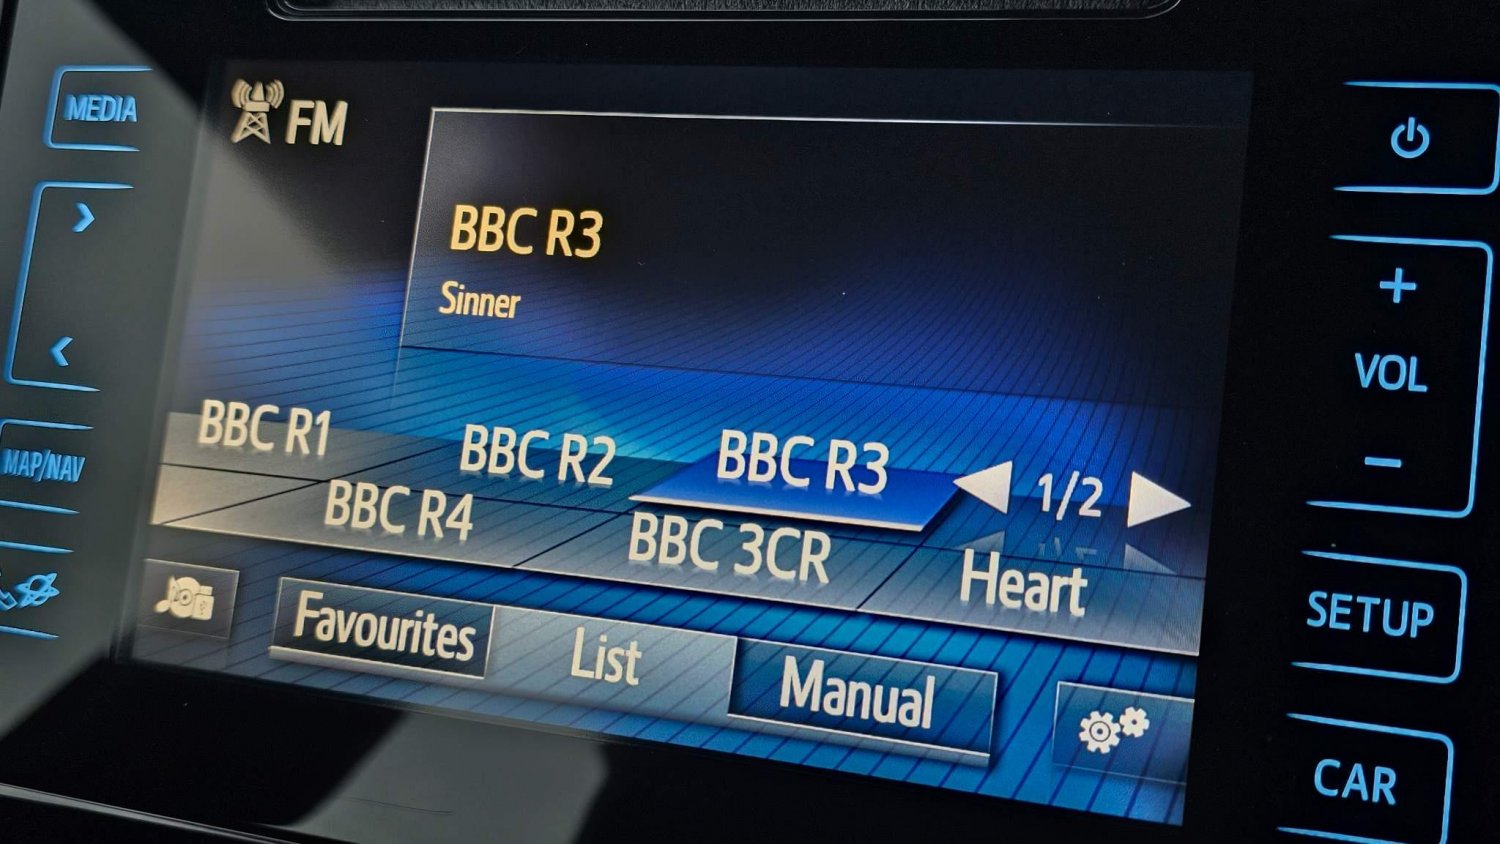 MEDIA
FM
BBC R3
Sinner
BBC R1
BBC R2
BBC R3
1/2
BBC R4
BBC 3CR
Heart
Favourites
List
Manual
MAP/NAV
VOL
SETUP
CAR